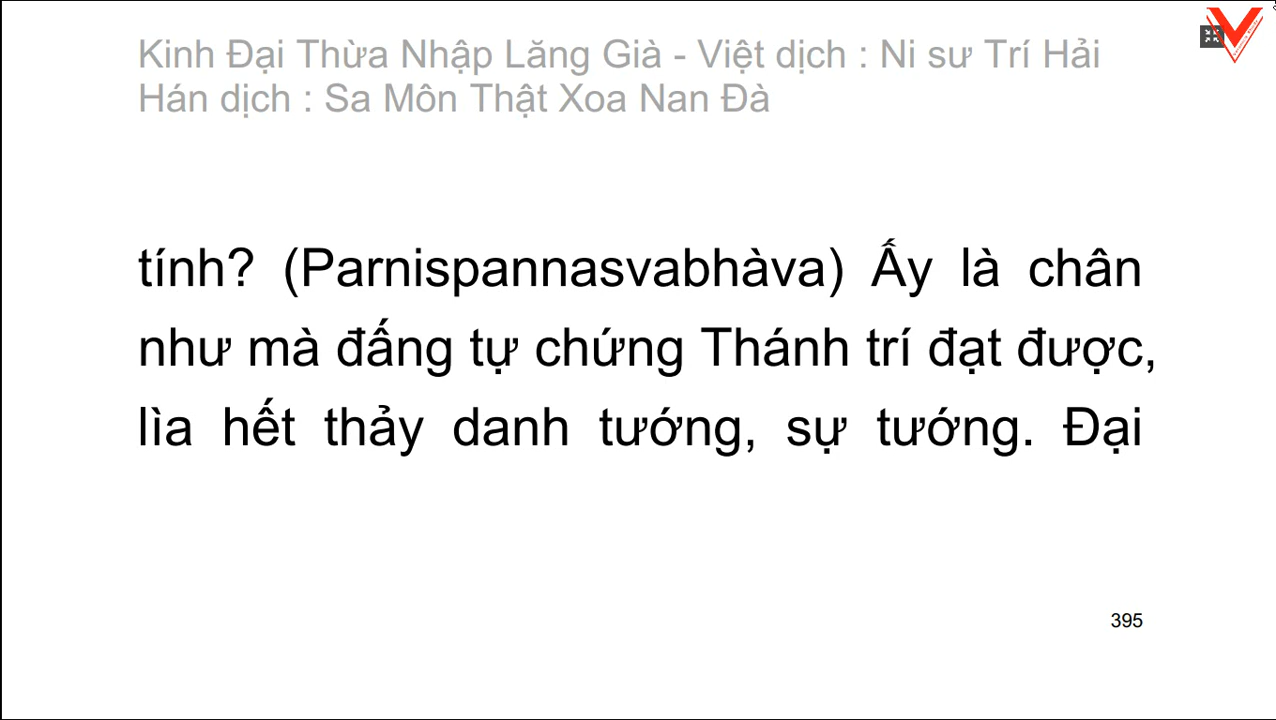 Kinh Đại Thừa Nhập Lăng Già - Việt dịch : Ni sư Trí Hải
Hán dịch : Sa Môn Thật Xoa Nan Đà
tính? (Parnispannasvabhàva) Ấy là chân
như mà đấng tự chứng Thánh trí đạt được,
lìa hết thảy danh tướng, sự tướng. Đại
395